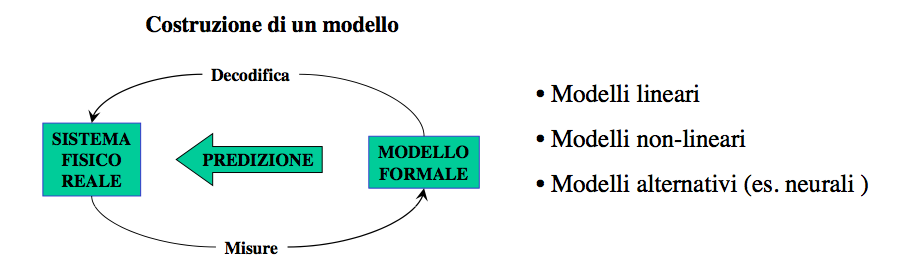 Costruzione di un modello
Decodifica
SISTEMA
FISICO
REALE
PREDIZIONE
MODELLO
FORMALE
Misure
• Modelli lineari
• Modelli non-lineari
• Modelli alternativi (es. neurali )